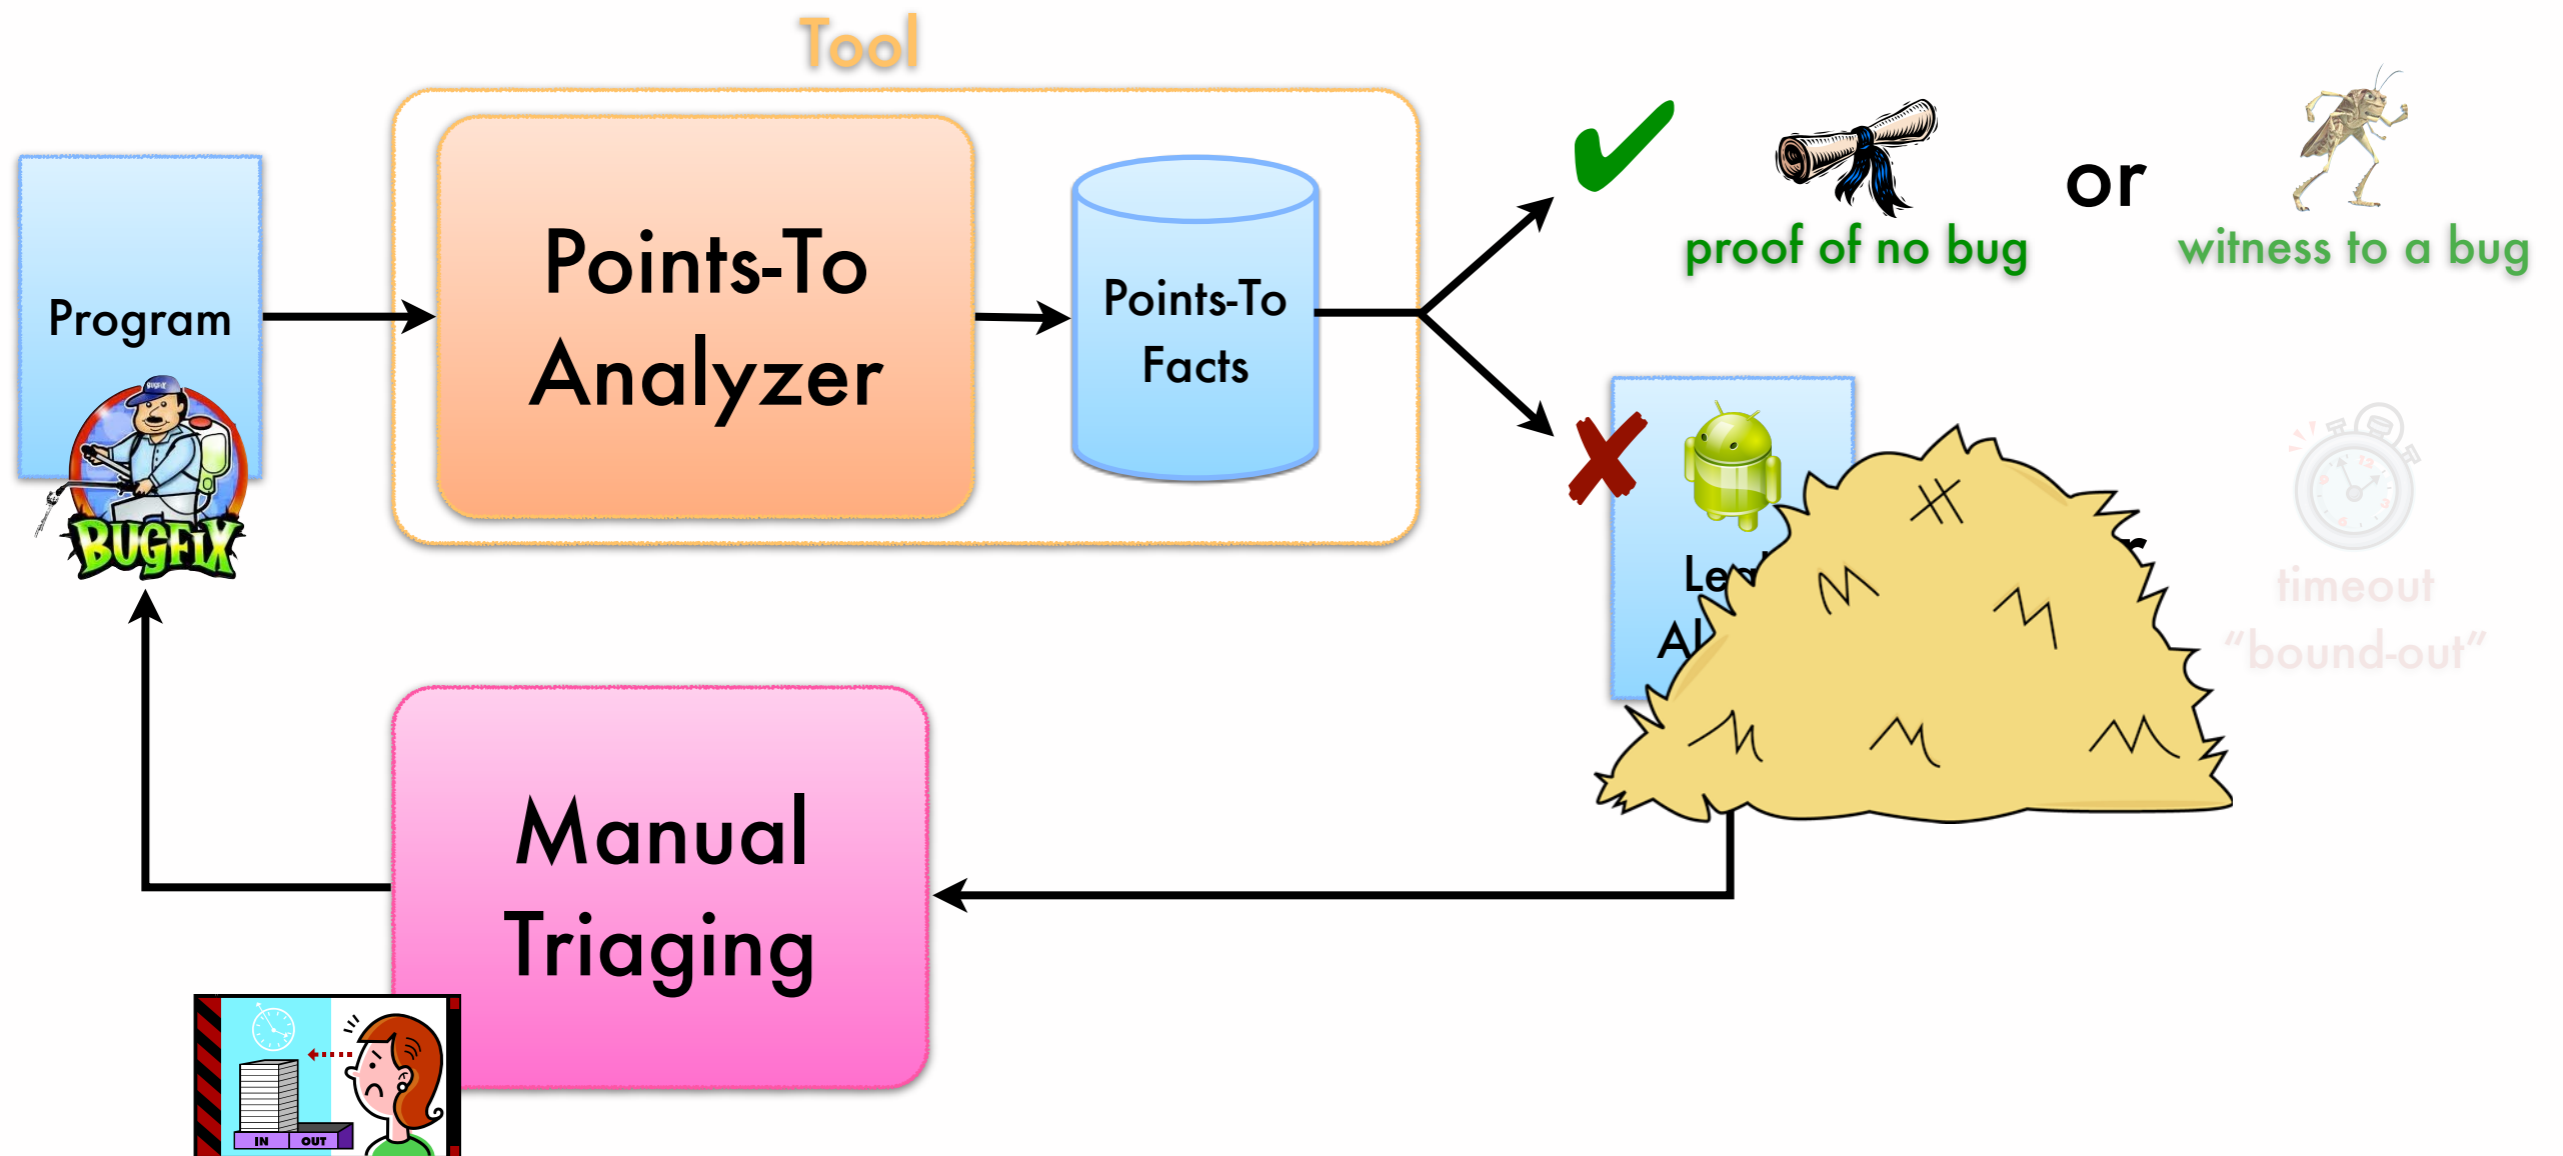 Tool
Program
Points-To
Analyzer
Points-To
Facts
proof of no bug
or
witness to a bug
BUGFIX
BUGFIX
timeout
“bound-out”
Manual
Triaging
IN
OUT